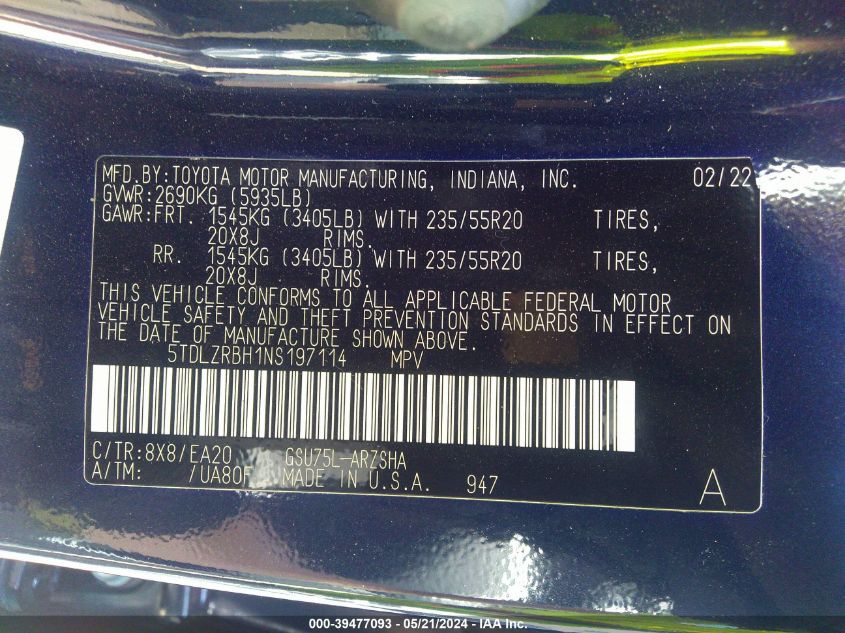 MFD.BY:TOYOTA MOTOR MANUFACTURING, INDIANA, INC. 02/22
GVWR:2690KG (5935LB)
GAWR:FRT. 1545KG (3405LB) WITH 235/55R20 TIRES,
20X8J RIMS.
RR. 1545KG (3405LB) WITH 235/55R20 TIRES,
20X8J RIMS.
THIS VEHICLE CONFORMS TO ALL APPLICABLE FEDERAL MOTOR
VEHICLE SAFETY AND THEFT PREVENTION STANDARDS IN EFFECT ON
THE DATE OF MANUFACTURE SHOWN ABOVE.
5TDLZRBH1NS197114 MPV
C/TR:8X8/EA20 GSU75L-ARZSHA
A/TM: /UA80F MADE IN U.S.A. 947 A
000-39477093 - 05/21/2024 - IAA Inc.